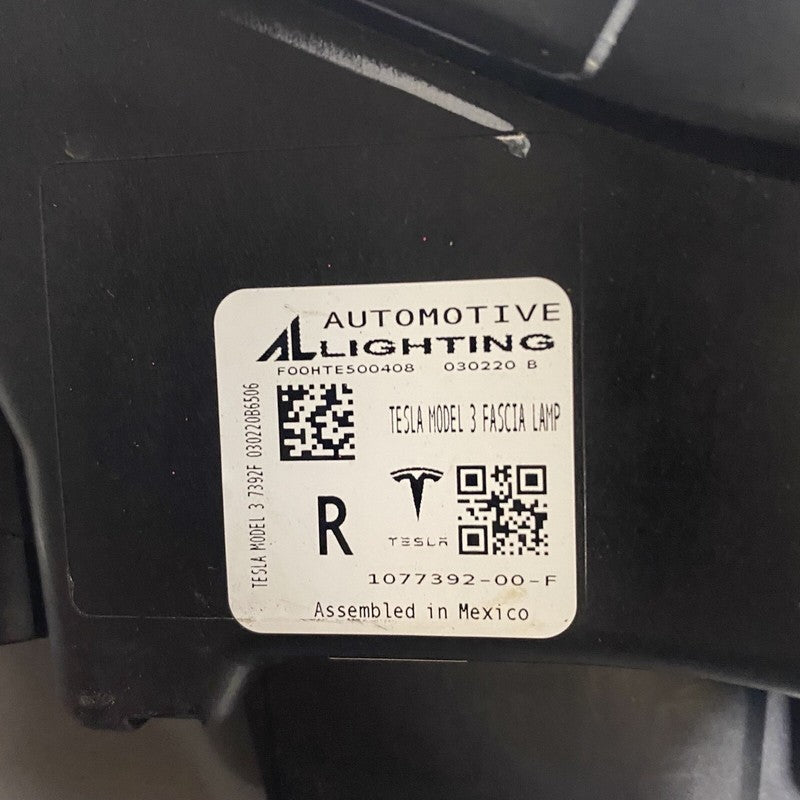 AUTOMOTIVE
AL LIGHTING
F00HTE500408 030220 B
TESLA MODEL 3 FASCIA LAMP
TESLA MODEL 3 7392F 030220B6506
R
TESLA
1077392-00-F
Assembled in Mexico